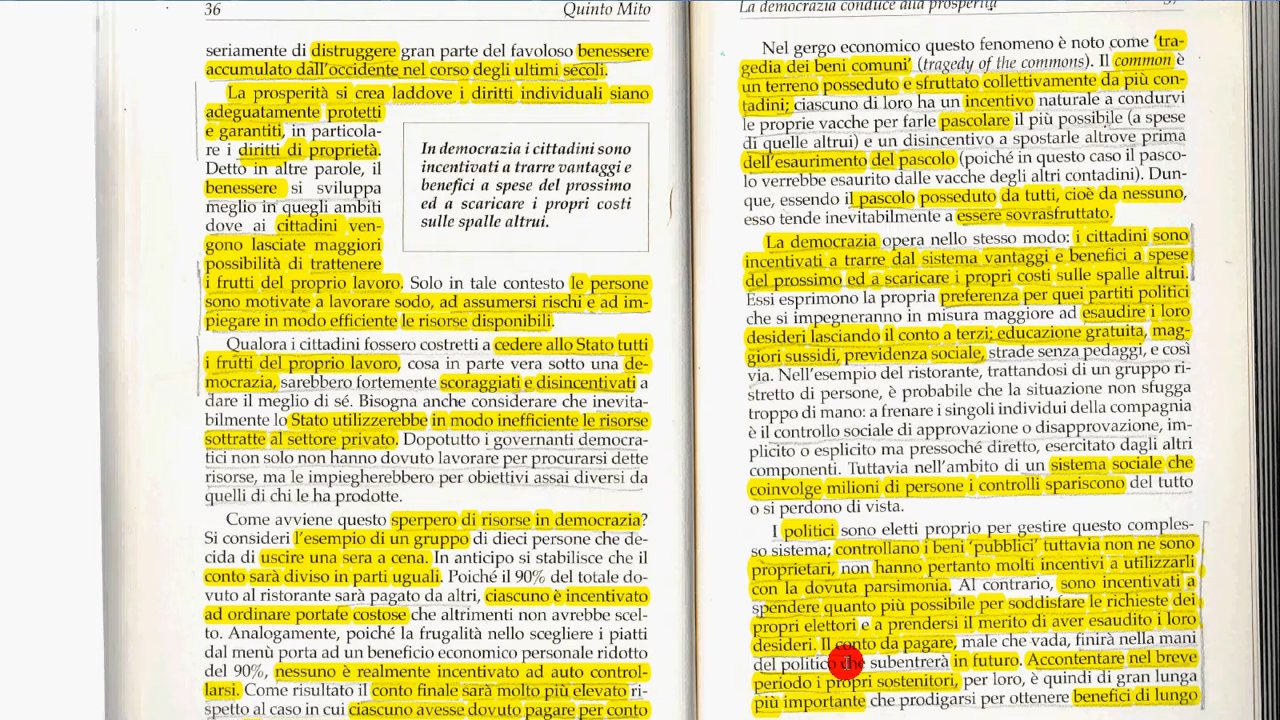 36 Quinto Mito
seriamente di distruggere gran parte del favoloso benessere
accumulato dall'occidente nel corso degli ultimi secoli.
La prosperità si crea laddove i diritti individuali siano
adeguatamente protetti
e garantiti, in particola-
re i diritti di proprietà.
Detto in altre parole, il
benessere si sviluppa
meglio in quegli ambiti
dove ai cittadini ven-
gono lasciate maggiori
possibilità di trattenere
In democrazia i cittadini sono
incentivati a trarre vantaggi e
benefici a spese del prossimo
ed a scaricare i propri costi
sulle spalle altrui.
i frutti del proprio lavoro. Solo in tale contesto le persone
sono motivate a lavorare sodo, ad assumersi rischi e ad im-
piegare in modo efficiente le risorse disponibili.
Qualora i cittadini fossero costretti a cedere allo Stato tutti
i frutti del proprio lavoro, cosa in parte vera sotto una de-
mocrazia, sarebbero fortemente scoraggiati e disincentivati a
dare il meglio di sé. Bisogna anche considerare che inevita-
bilmente lo Stato utilizzerebbe in modo inefficiente le risorse
sottratte al settore privato. Dopotutto i governanti democra-
tici non solo non hanno dovuto lavorare per procurarsi dette
risorse, ma le impiegherebbero per obiettivi assai diversi da
quelli di chi le ha prodotte.
Come avviene questo sperpero di risorse in democrazia?
Si consideri l'esempio di un gruppo di dieci persone che de-
cida di uscire una sera a cena. In anticipo si stabilisce che il
conto sarà diviso in parti uguali. Poiché il 90% del totale do-
vuto al ristorante sarà pagato da altri, ciascuno è incentivato
ad ordinare portate costose che altrimenti non avrebbe scel-
to. Analogamente, poiché la frugalità nello scegliere i piatti
dal menù porta ad un beneficio economico personale ridotto
del 90%, nessuno è realmente incentivato ad auto control-
larsi. Come risultato il conto finale sarà molto più elevato ri-
spetto al caso in cui ciascuno avesse dovuto pagare per conto
La democrazia conduce alla prosperità 37
Nel gergo economico questo fenomeno è noto come 'tra-
gedia dei beni comuni' (tragedy of the commons). Il common è
un terreno posseduto e sfruttato collettivamente da più con-
tadini; ciascuno di loro ha un incentivo naturale a condurvi
le proprie vacche per farle pascolare il più possibile (a spese
di quelle altrui) e un disincentivo a spostarle altrove prima
dell'esaurimento del pascolo (poiché in questo caso il pasco-
lo verrebbe esaurito dalle vacche degli altri contadini). Dun-
que, essendo il pascolo posseduto da tutti, cioè da nessuno,
esso tende inevitabilmente a essere sovrasfruttato.
La democrazia opera nello stesso modo: i cittadini sono
incentivati a trarre dal sistema vantaggi e benefici a spese
del prossimo ed a scaricare i propri costi sulle spalle altrui.
Essi esprimono la propria preferenza per quei partiti politici
che si impegneranno in misura maggiore ad esaudire i loro
desideri lasciando il conto a terzi; educazione gratuita, mag-
giori sussidi, previdenza sociale, strade senza pedaggi, e così
via. Nell'esempio del ristorante, trattandosi di un gruppo ri-
stretto di persone, è probabile che la situazione non sfugga
troppo di mano: a frenare i singoli individui della compagnia
è il controllo sociale di approvazione o disapprovazione, im-
plicito o esplicito ma pressoché diretto, esercitato dagli altri
componenti. Tuttavia nell'ambito di un sistema sociale che
coinvolge milioni di persone i controlli spariscono del tutto
o si perdono di vista.
I politici sono eletti proprio per gestire questo comples-
so sistema; controllano i beni 'pubblici' tuttavia non ne sono
proprietari, non hanno pertanto molti incentivi a utilizzarli
con la dovuta parsimonia. Al contrario, sono incentivati a
spendere quanto più possibile per soddisfare le richieste dei
propri elettori e a prendersi il merito di aver esaudito i loro
desideri. Il conto da pagare, male che vada, finirà nella mani
del politico che subentrerà in futuro. Accontentare nel breve
periodo i propri sostenitori, per loro, è quindi di gran lunga
più importante che prodigarsi per ottenere benefici di lungo